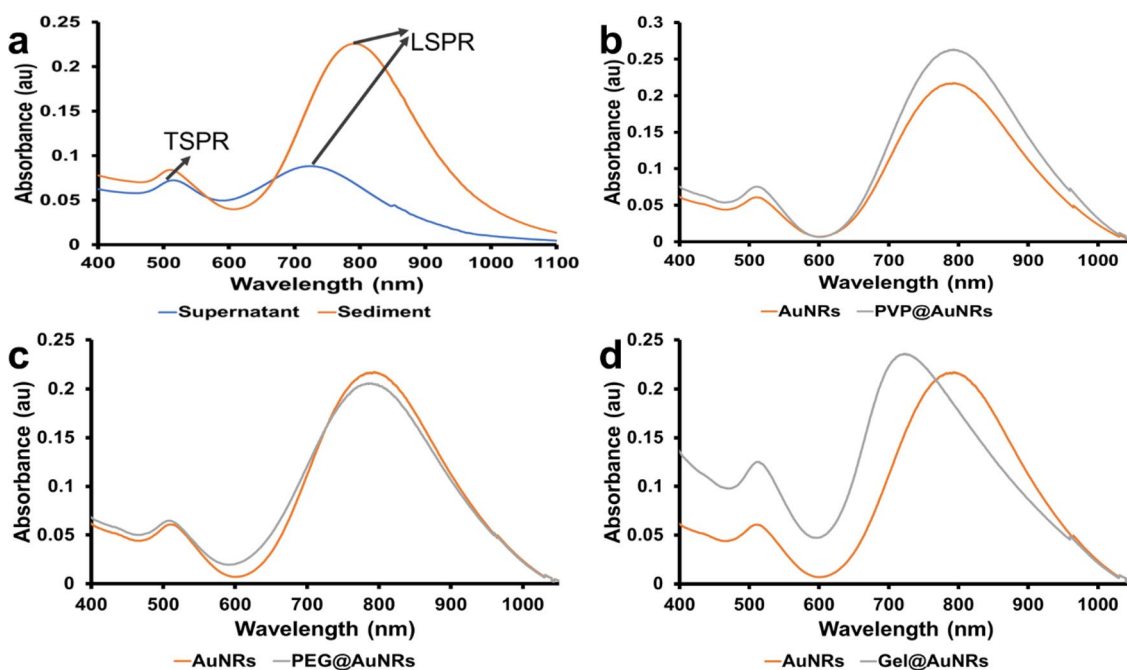 a
0.25
0.2
0.15
0.1
0.05
0
Absorbance (au)
TSPR
LSPR
400 500 600 700 800 900 1000 1100
Wavelength (nm)
Supernatant Sediment
b
0.3
0.25
0.2
0.15
0.1
0.05
0
Absorbance (au)
400 500 600 700 800 900 1000
Wavelength (nm)
AuNRs PVP@AuNRs
c
0.25
0.2
0.15
0.1
0.05
0
Absorbance (au)
400 500 600 700 800 900 1000
Wavelength (nm)
AuNRs PEG@AuNRs
d
0.25
0.2
0.15
0.1
0.05
0
Absorbance (au)
400 500 600 700 800 900 1000
Wavelength (nm)
AuNRs Gel@AuNRs